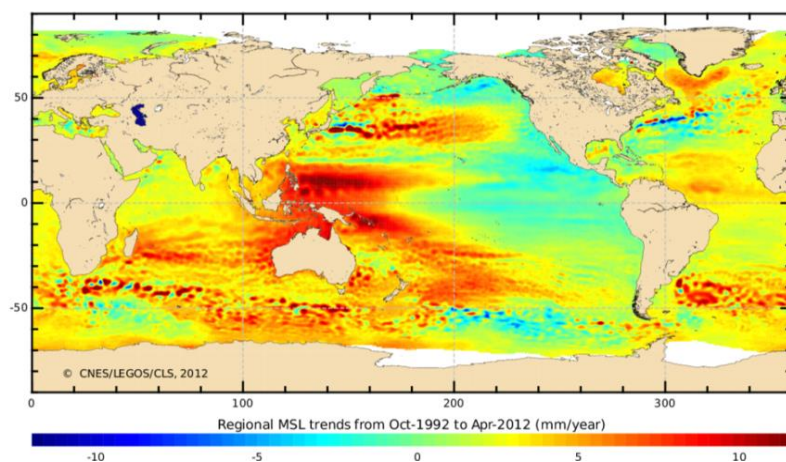 50
0
-50
© CNES/LEGOS/CLS, 2012
0 100 200 300
Regional MSL trends from Oct-1992 to Apr-2012 (mm/year)
-10 -5 0 5 10